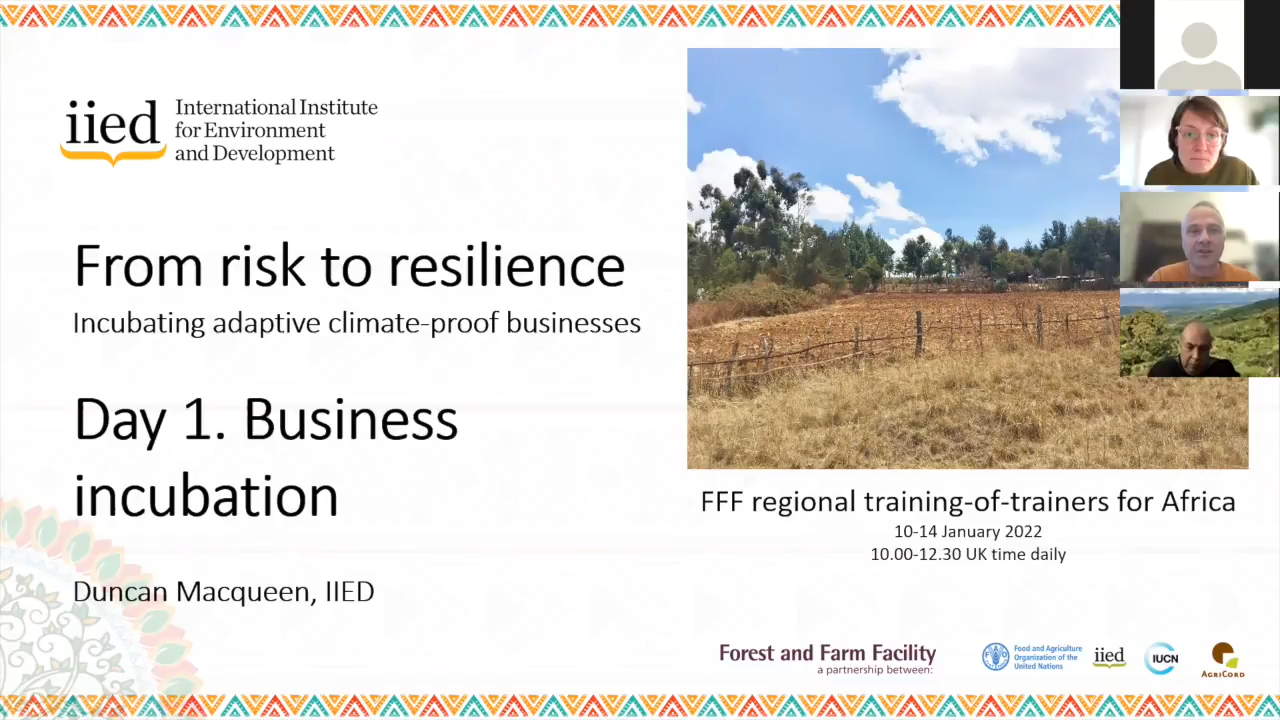 iied
International Institute
for Environment
and Development
From risk to resilience
Incubating adaptive climate-proof businesses
Day 1. Business
incubation
Duncan Macqueen, IIED
FFF regional training-of-trainers for Africa
10-14 January 2022
10.00-12.30 UK time daily
Forest and Farm Facility
a partnership between:
Food and Agriculture
Organization of the
United Nations
iied
IUCN
AGRICORD